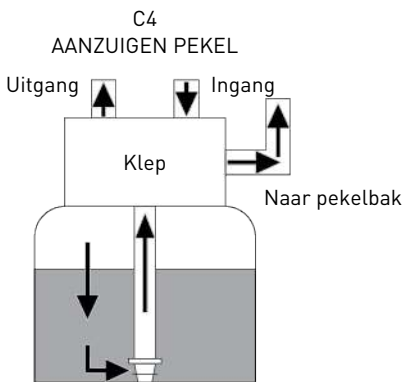 C4
AANZUIGEN PEKEL
Uitgang
Ingang
Klep
Naar pekelbak